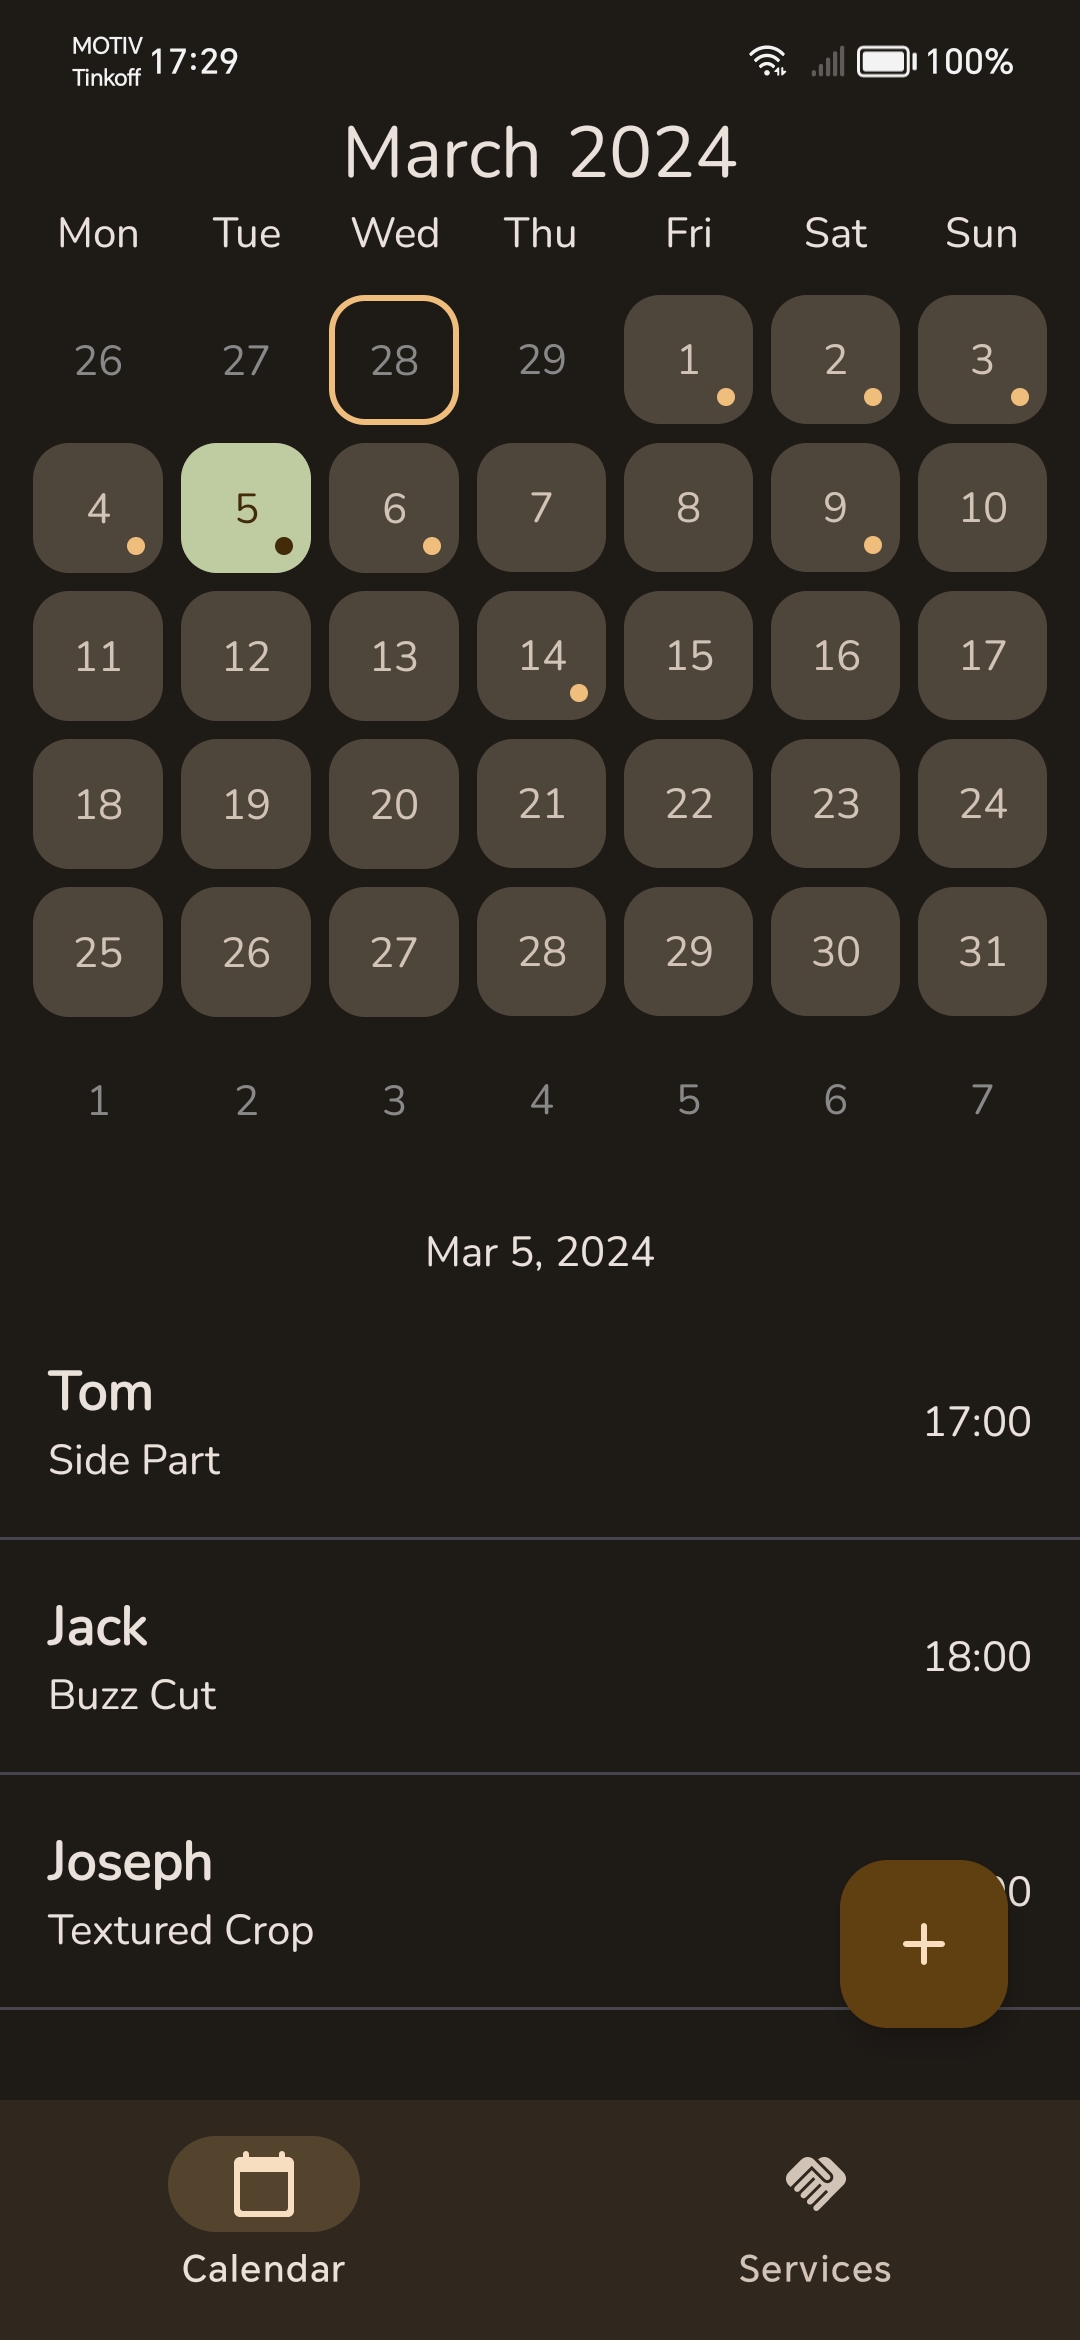 MOTIV
Tinkoff
17:29
100%
March 2024
Mon Tue Wed Thu Fri Sat Sun
26 27 28 29 1 2 3
4 5 6 7 8 9 10
11 12 13 14 15 16 17
18 19 20 21 22 23 24
25 26 27 28 29 30 31
1 2 3 4 5 6 7
Mar 5, 2024
Tom
Side Part
17:00
Jack
Buzz Cut
18:00
Joseph
Textured Crop
Calendar
Services